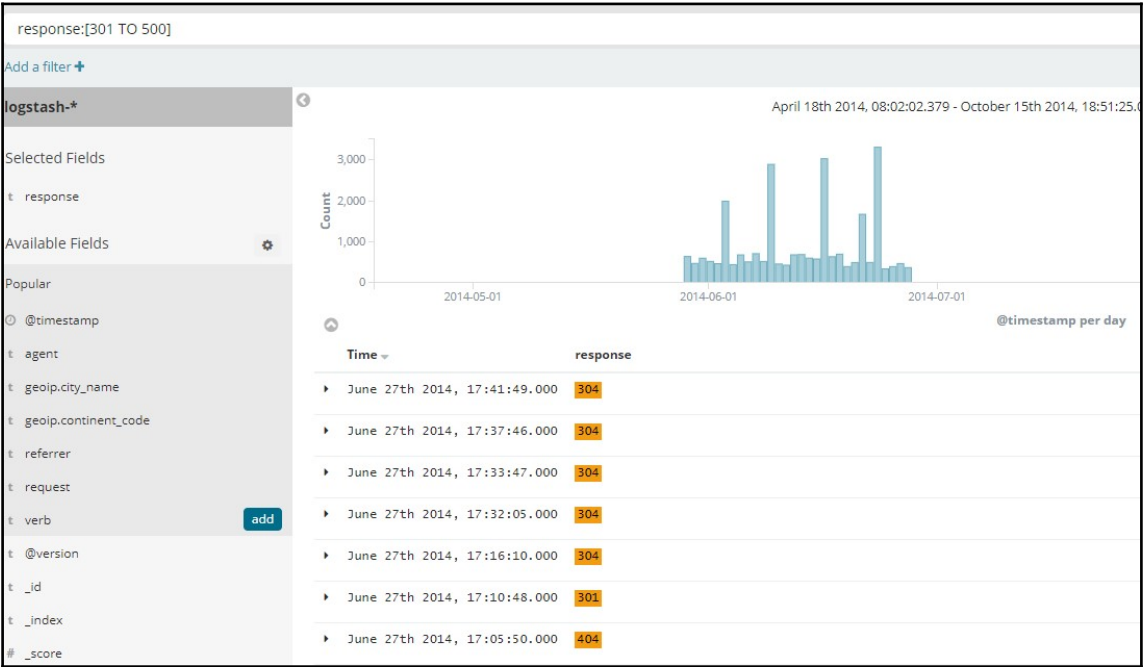 response:[301 TO 500]
Add a filter +
logstash-*
April 18th 2014, 08:02:02.379 - October 15th 2014, 18:51:25.0
Selected Fields
t response
Available Fields
Popular
@timestamp
t agent
t geoip.city_name
t geoip.continent_code
t referrer
t request
t verb add
t @version
t _id
t _index
# _score
Count
3,000
2,000
1,000
0
2014-05-01 2014-06-01 2014-07-01
@timestamp per day
Time response
June 27th 2014, 17:41:49.000 304
June 27th 2014, 17:37:46.000 304
June 27th 2014, 17:33:47.000 304
June 27th 2014, 17:32:05.000 304
June 27th 2014, 17:16:10.000 304
June 27th 2014, 17:10:48.000 301
June 27th 2014, 17:05:50.000 404